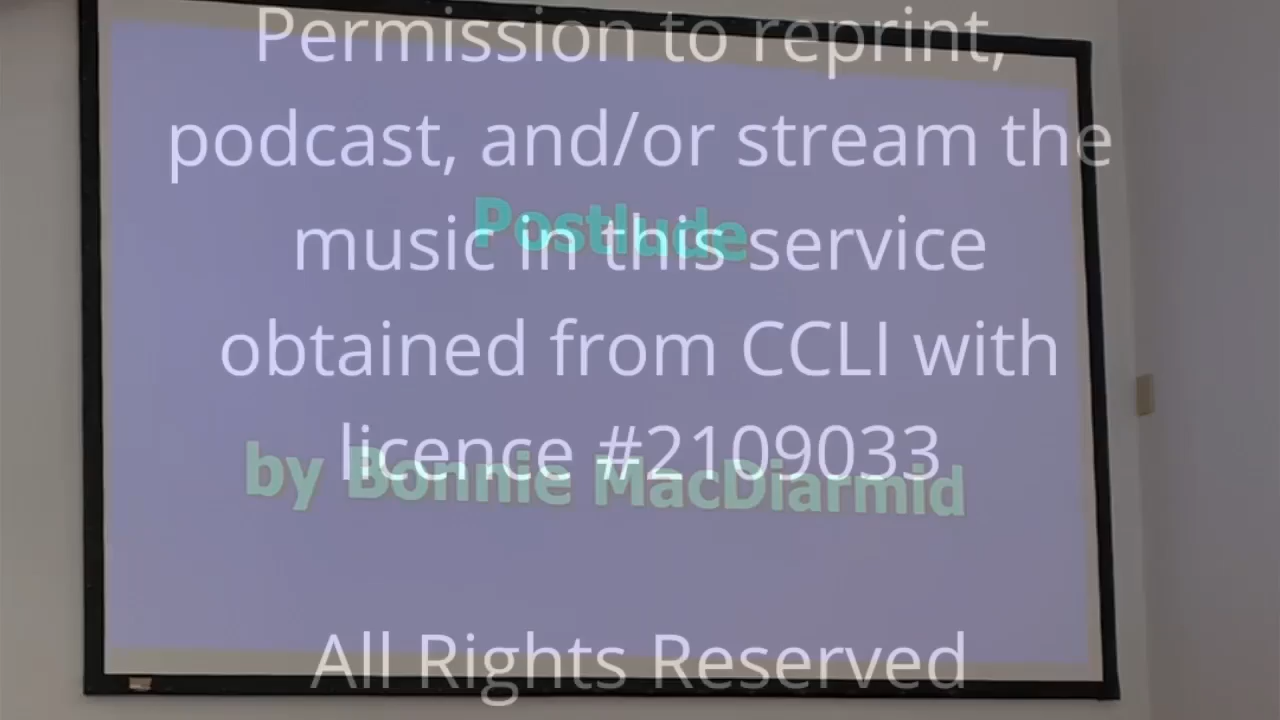 Permission to reprint,
podcast, and/or stream the
music in this service
Postlude
obtained from CCLI with
licence #2109033
by Bonnie MacDiarmid
All Rights Reserved